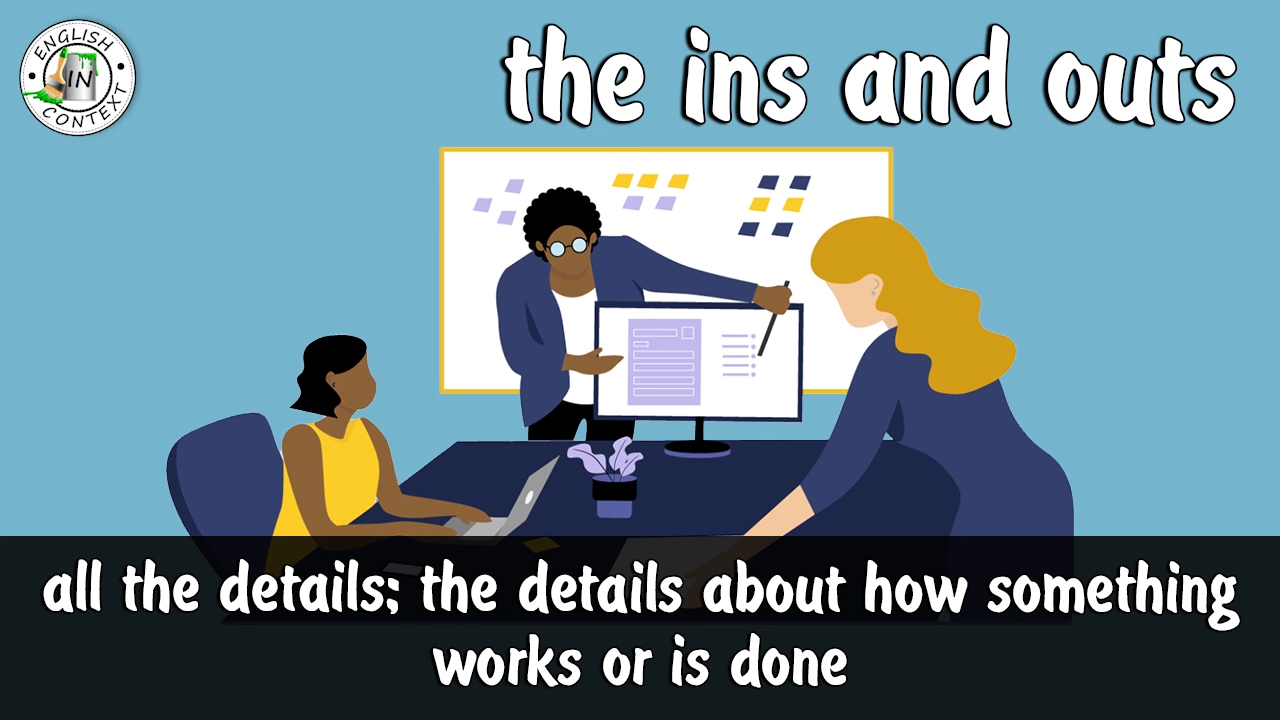 ENGLISH
IN
CONTEXT
the ins and outs
all the details; the details about how something
works or is done